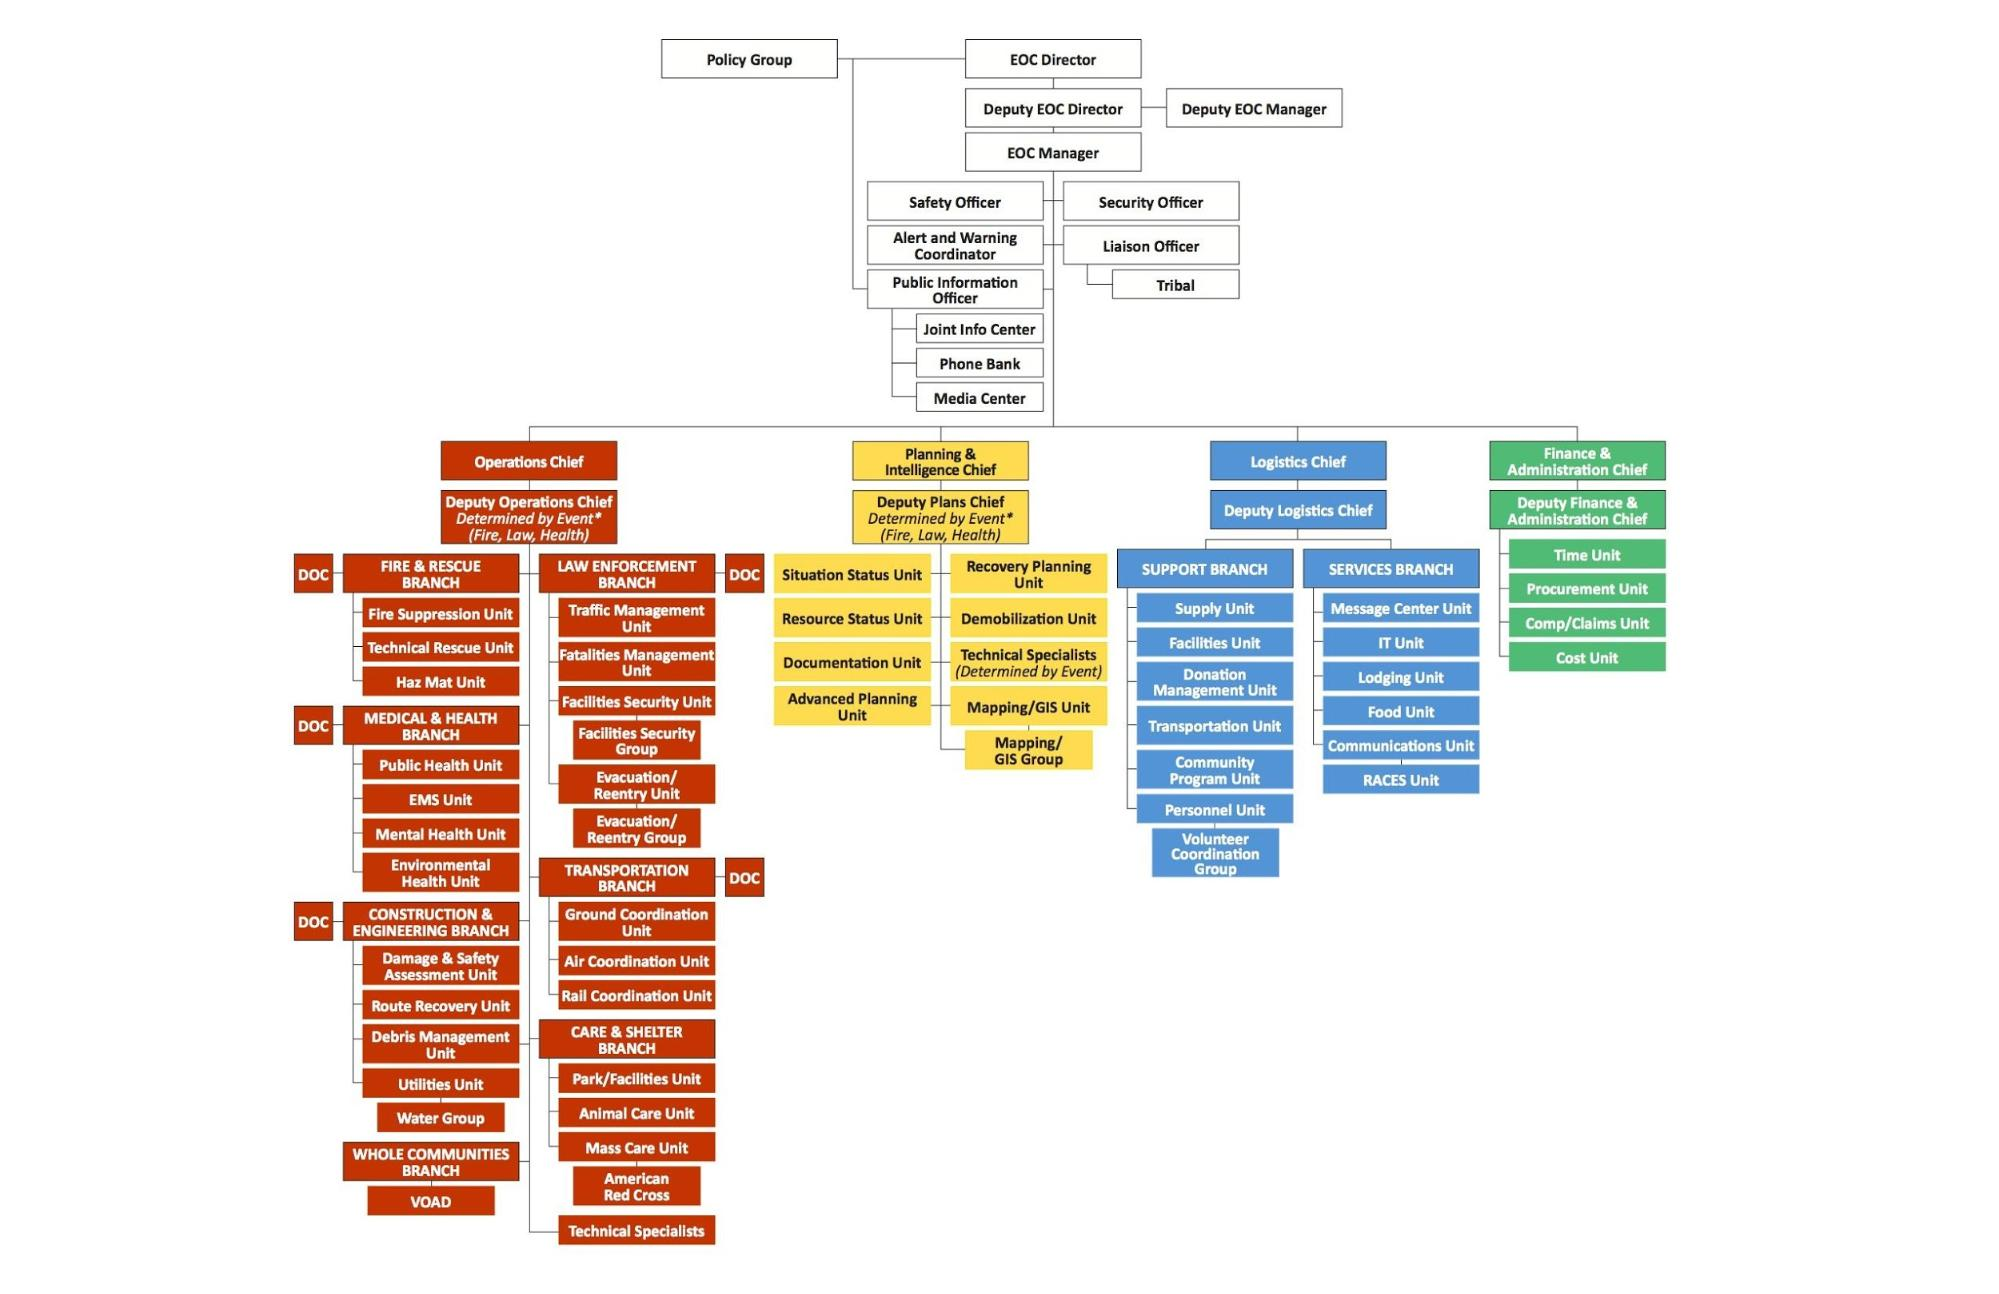 Policy Group
EOC Director
Deputy EOC Director
Deputy EOC Manager
EOC Manager
Safety Officer
Security Officer
Alert and Warning
Coordinator
Liaison Officer
Public Information
Officer
Tribal
Joint Info Center
Phone Bank
Media Center
Operations Chief
Deputy Operations Chief
Determined by Event*
(Fire, Law, Health)
DOC
FIRE & RESCUE
BRANCH
Fire Suppression Unit
Technical Rescue Unit
Haz Mat Unit
DOC
MEDICAL & HEALTH
BRANCH
Public Health Unit
EMS Unit
Mental Health Unit
Environmental
Health Unit
DOC
CONSTRUCTION &
ENGINEERING BRANCH
Damage & Safety
Assessment Unit
Route Recovery Unit
Debris Management
Unit
Utilities Unit
Water Group
WHOLE COMMUNITIES
BRANCH
VOAD
LAW ENFORCEMENT
BRANCH
DOC
Traffic Management
Unit
Fatalities Management
Unit
Facilities Security Unit
Facilities Security
Group
Evacuation/
Reentry Unit
Evacuation/
Reentry Group
TRANSPORTATION
BRANCH
DOC
Ground Coordination
Unit
Air Coordination Unit
Rail Coordination Unit
CARE & SHELTER
BRANCH
Park/Facilities Unit
Animal Care Unit
Mass Care Unit
American
Red Cross
Technical Specialists
Planning &
Intelligence Chief
Deputy Plans Chief
Determined by Event*
(Fire, Law, Health)
Situation Status Unit
Resource Status Unit
Documentation Unit
Advanced Planning
Unit
Recovery Planning
Unit
Demobilization Unit
Technical Specialists
(Determined by Event)
Mapping/GIS Unit
Mapping/
GIS Group
Logistics Chief
Deputy Logistics Chief
SUPPORT BRANCH
Supply Unit
Facilities Unit
Donation
Management Unit
Transportation Unit
Community
Program Unit
Personnel Unit
Volunteer
Coordination
Group
SERVICES BRANCH
Message Center Unit
IT Unit
Lodging Unit
Food Unit
Communications Unit
RACES Unit
Finance &
Administration Chief
Deputy Finance &
Administration Chief
Time Unit
Procurement Unit
Comp/Claims Unit
Cost Unit